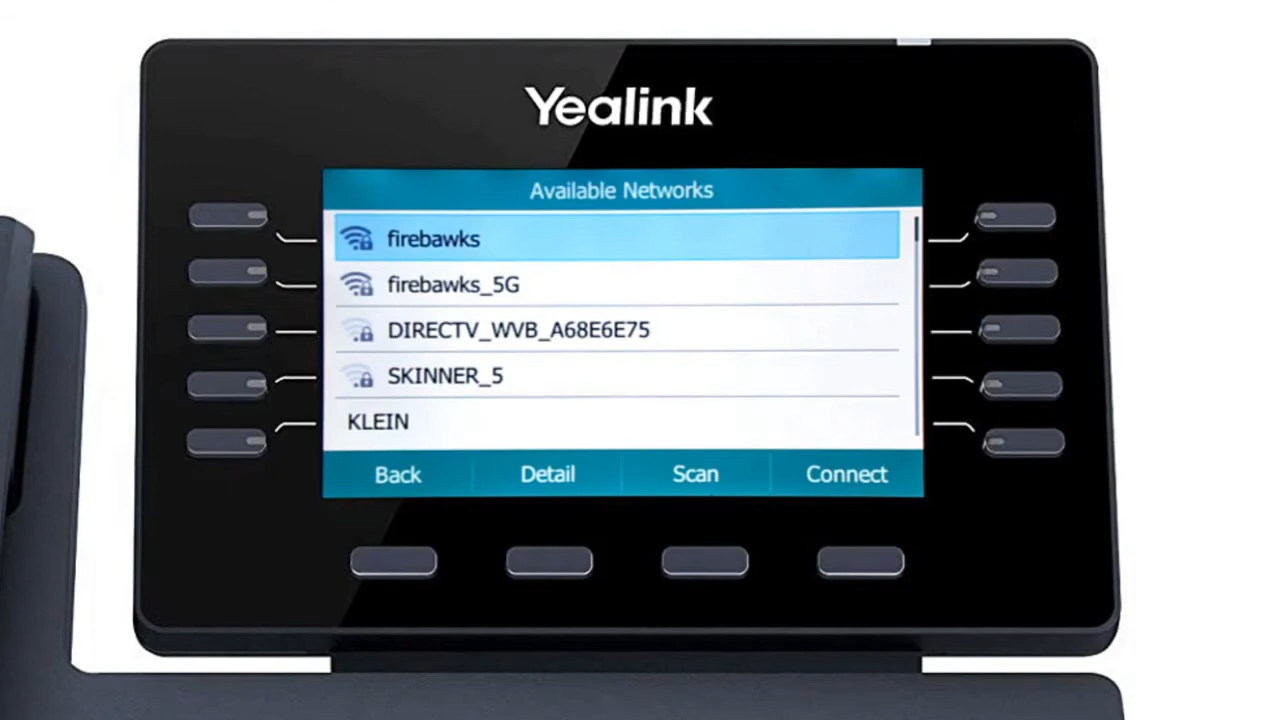 Yealink
Available Networks
firebawks
firebawks_5G
DIRECTV_WVB_A68E6E75
SKINNER_5
KLEIN
Back Detail Scan Connect